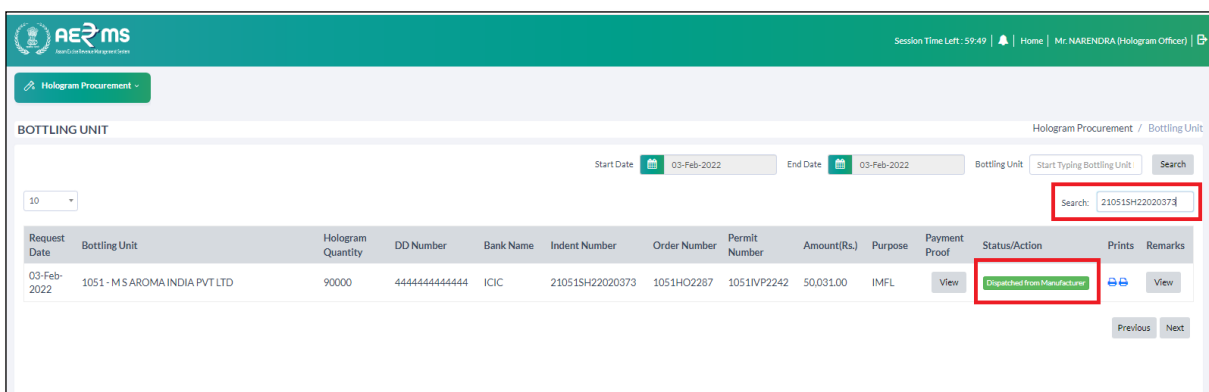 AERMS
Session Time Left : 59:49 | | Home | Mr. NARENDRA (Hologram Officer) |
Hologram Procurement
BOTTLING UNIT
Hologram Procurement / Bottling Unit
Start Date 03-Feb-2022 End Date 03-Feb-2022 Bottling Unit Start Typing Bottling Unit Search
10 Search: 21051SH22020373
Request Date Bottling Unit Hologram Quantity DD Number Bank Name Indent Number Order Number Permit Number Amount(Rs.) Purpose Payment Proof Status/Action Prints Remarks
03-Feb-2022 1051 - M S AROMA INDIA PVT LTD 90000 4444444444444 ICIC 21051SH22020373 1051HO2287 1051IVP2242 50,031.00 IMFL View Dispatched from Manufacturer View
Previous Next